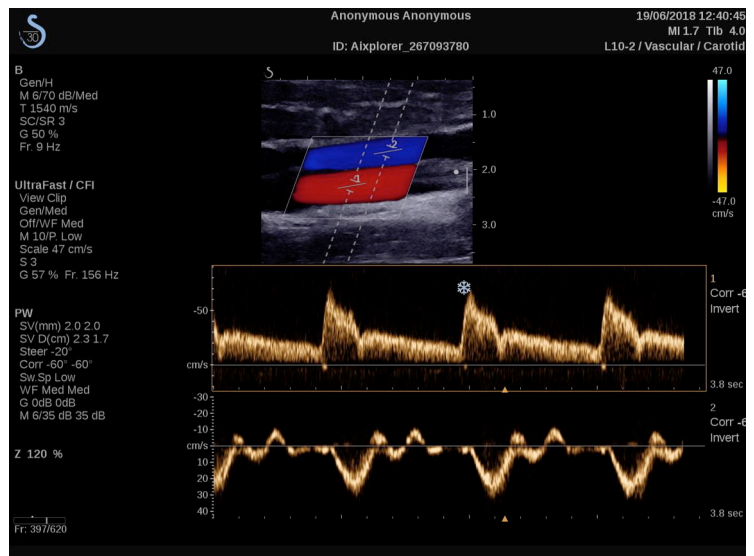 Anonymous Anonymous
19/06/2018 12:40:45
MI 1.7 TIb 4.0
ID: Aixplorer_267093780
L10-2 / Vascular / Carotid
S
30
B
Gen/H
M 6/70 dB/Med
T 1540 m/s
SC/SR 3
G 50 %
Fr. 9 Hz
UltraFast / CFI
View Clip
Gen/Med
Off/WF Med
M 10/P. Low
Scale 47 cm/s
S 3
G 57 % Fr. 156 Hz
PW
SV(mm) 2.0 2.0
SV D(cm) 2.3 1.7
Steer -20°
Corr -60° -60°
Sw.Sp Low
WF Med Med
G 0dB 0dB
M 6/35 dB 35 dB
Z 120 %
Fr: 397/620
S
1.0
2.0
3.0
2
1
47.0
-47.0
cm/s
-50
cm/s
1
Corr -6
Invert
3.8 sec
-30
-20
-10
cm/s
10
20
30
40
2
Corr -6
Invert
3.8 sec